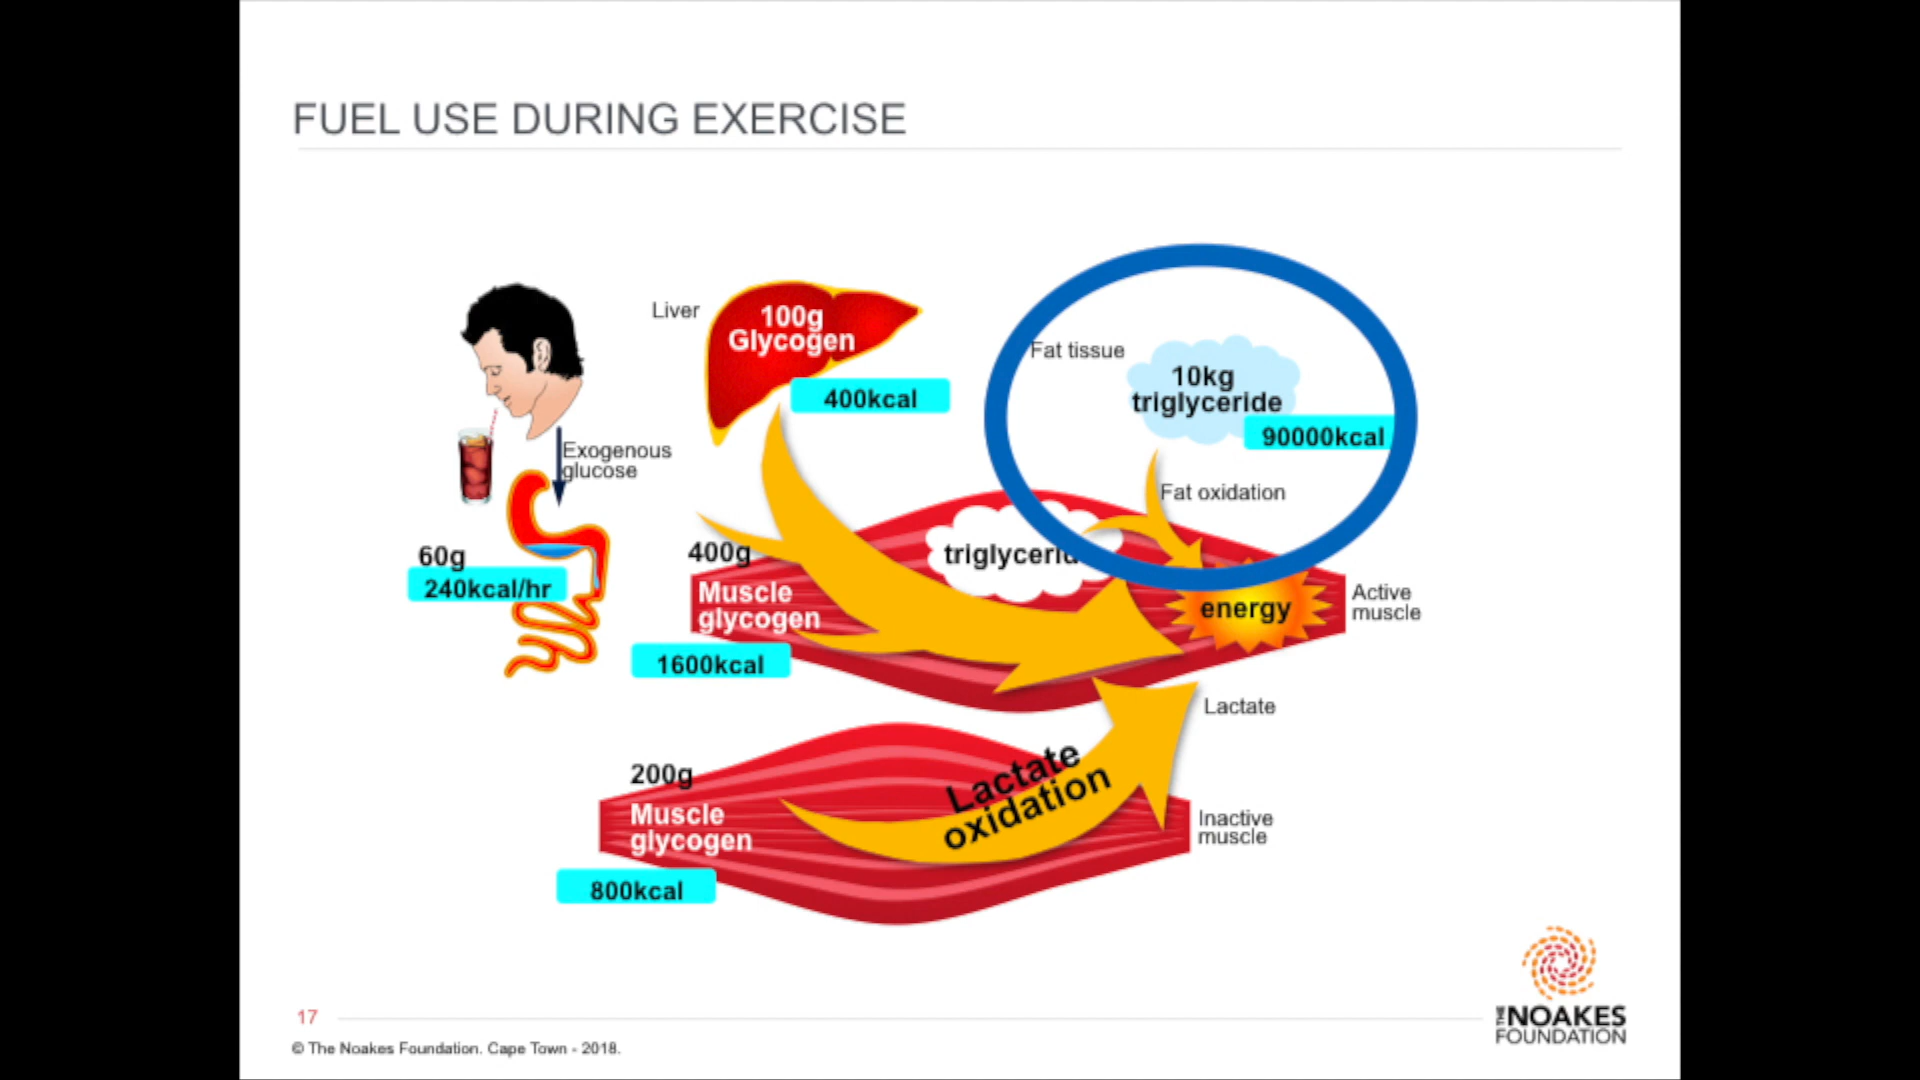 FUEL USE DURING EXERCISE
Liver
100g
Glycogen
400kcal
Fat tissue
10kg
triglyceride
90000kcal
Exogenous
glucose
Fat oxidation
60g
240kcal/hr
400g
Muscle
glycogen
1600kcal
triglycerid
energy
Active
muscle
Lactate
200g
Muscle
glycogen
800kcal
Lactate
oxidation
Inactive
muscle
17
© The Noakes Foundation. Cape Town - 2018.
THE NOAKES
FOUNDATION